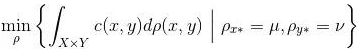 min_ρ { ∫_{X×Y} c(x, y)dρ(x, y) | ρ_{x*} = μ, ρ_{y*} = ν }